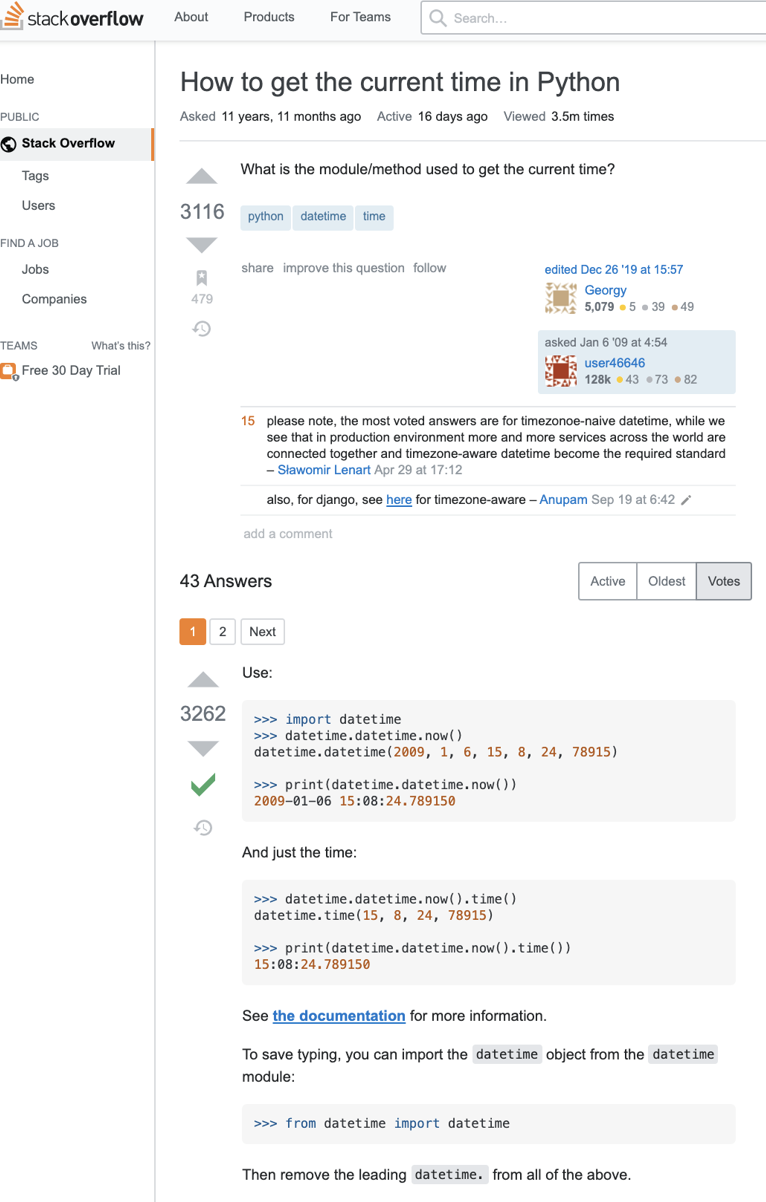 stackoverflow About Products For Teams Search...
Home
PUBLIC
Stack Overflow
Tags
Users
FIND A JOB
Jobs
Companies
TEAMS What's this?
Free 30 Day Trial
How to get the current time in Python
Asked 11 years, 11 months ago Active 16 days ago Viewed 3.5m times
What is the module/method used to get the current time?
3116
python datetime time
479
share improve this question follow
edited Dec 26 '19 at 15:57
Georgy
5,079 5 39 49
asked Jan 6 '09 at 4:54
user46646
128k 43 73 82
15 please note, the most voted answers are for timezonoe-naive datetime, while we
see that in production environment more and more services across the world are
connected together and timezone-aware datetime become the required standard
– Sławomir Lenart Apr 29 at 17:12
also, for django, see here for timezone-aware – Anupam Sep 19 at 6:42
add a comment
43 Answers
Active Oldest Votes
1 2 Next
3262
Use:
>>> import datetime
>>> datetime.datetime.now()
datetime.datetime(2009, 1, 6, 15, 8, 24, 78915)
>>> print(datetime.datetime.now())
2009-01-06 15:08:24.789150
And just the time:
>>> datetime.datetime.now().time()
datetime.time(15, 8, 24, 78915)
>>> print(datetime.datetime.now().time())
15:08:24.789150
See the documentation for more information.
To save typing, you can import the datetime object from the datetime
module:
>>> from datetime import datetime
Then remove the leading datetime. from all of the above.